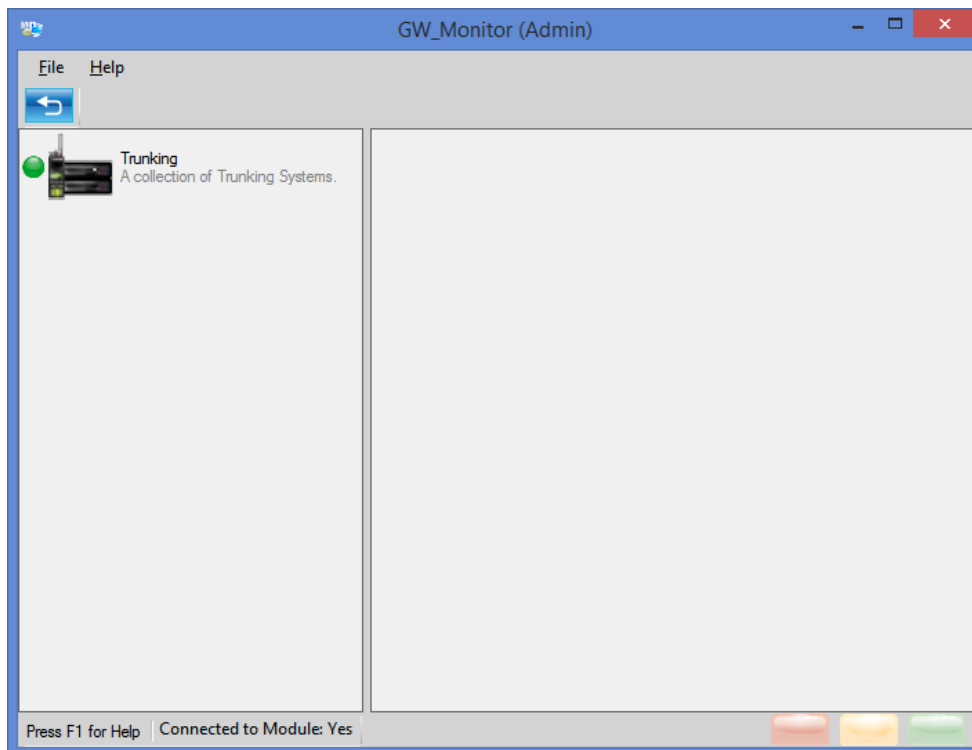 GW_Monitor (Admin)
File Help
Trunking
A collection of Trunking Systems.
Press F1 for Help Connected to Module: Yes